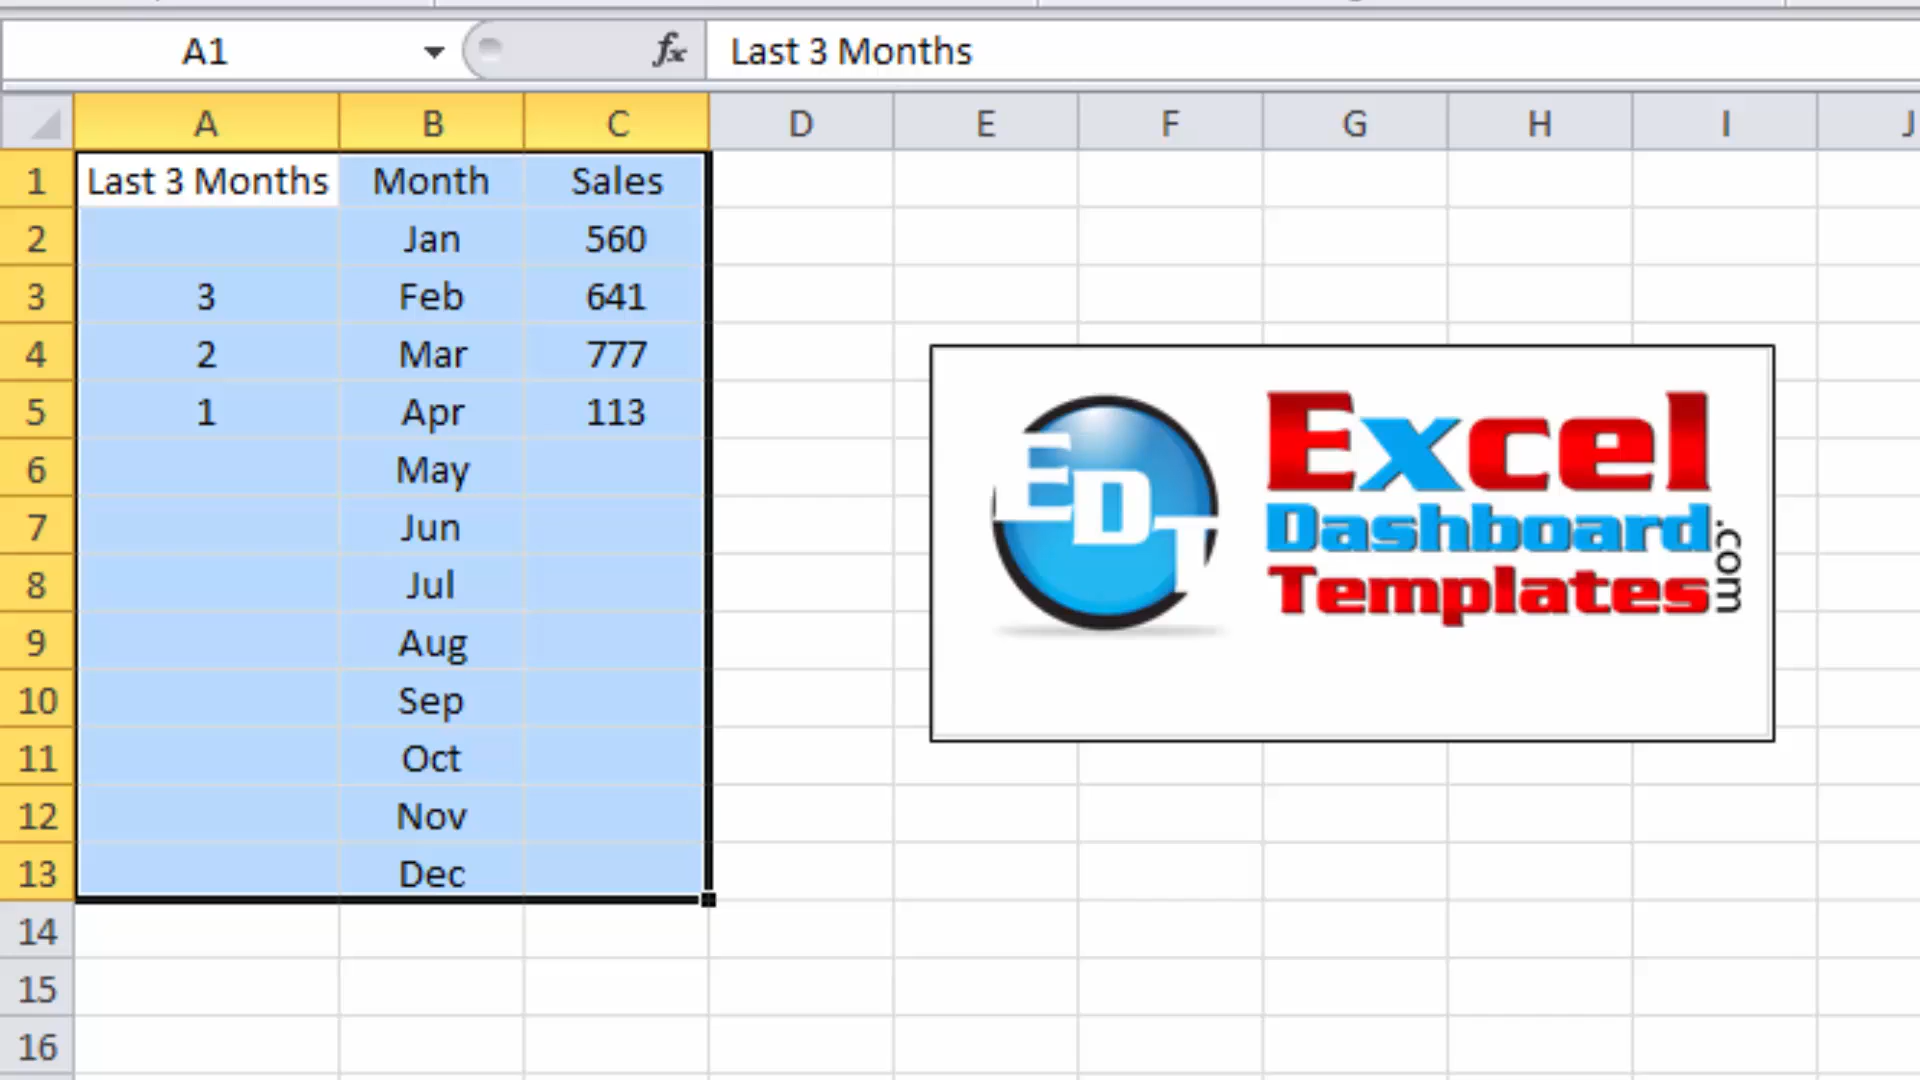 A1 fx Last 3 Months
A B C D E F G H I J
1 Last 3 Months Month Sales
2 Jan 560
3 3 Feb 641
4 2 Mar 777
5 1 Apr 113
6 May
7 Jun
8 Jul
9 Aug
10 Sep
11 Oct
12 Nov
13 Dec
14
15
16
EDT
Excel
Dashboard
Templates
.com